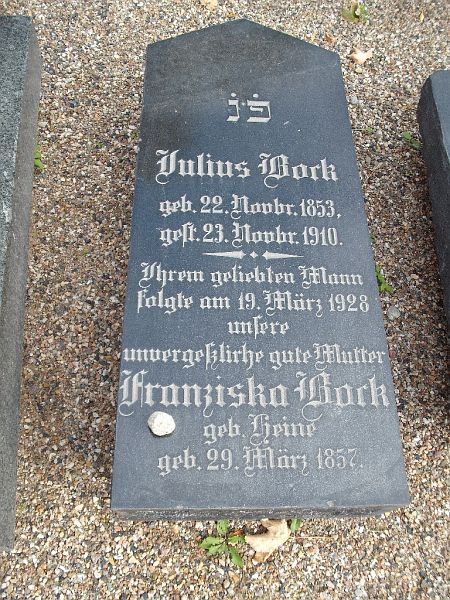 פ̇נ̇
Julius Bock
geb. 22. Novbr. 1853,
gest. 23. Novbr. 1910.
Ihrem geliebten Mann
folgte am 19. März 1928
unsre
unvergeßliche gute Mutter
Franziska Bock
geb. Heine
geb. 29. März 1857.